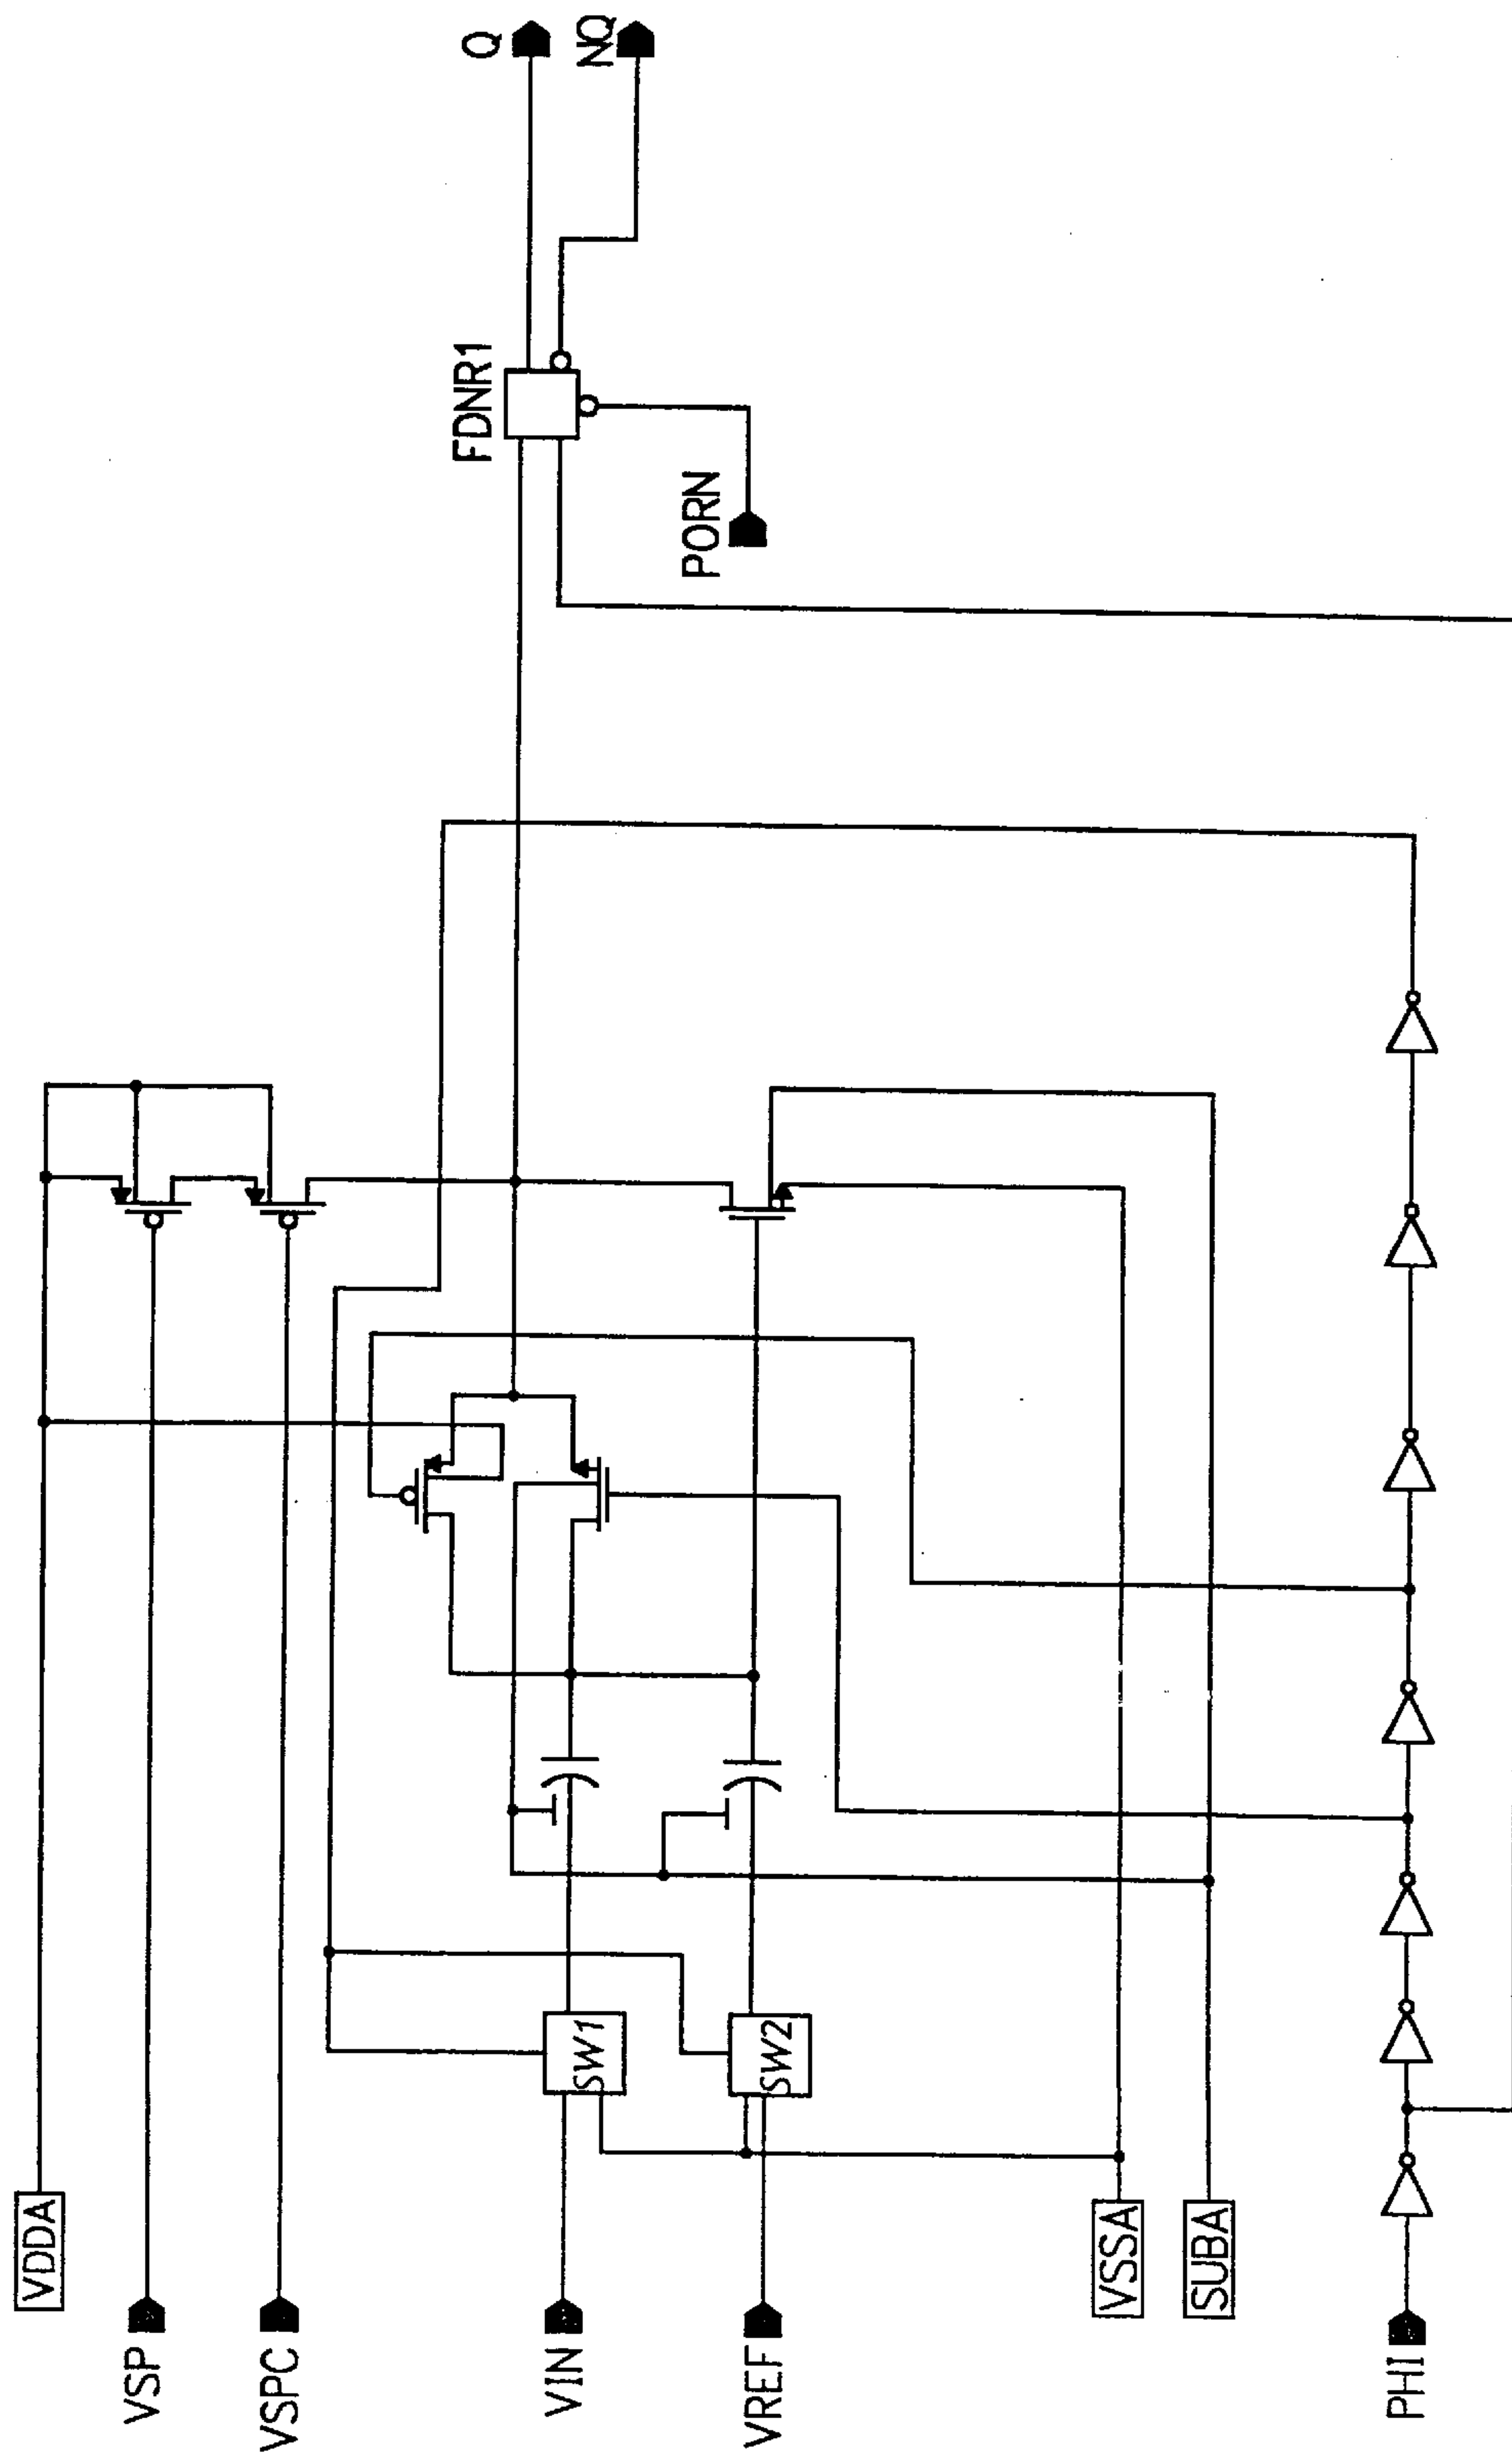 VDDA
VSP
VSPC
VIN
VREF
VSSA
SUBA
PHI
SW1
SW2
PORN
FDNR1
Q
NQ